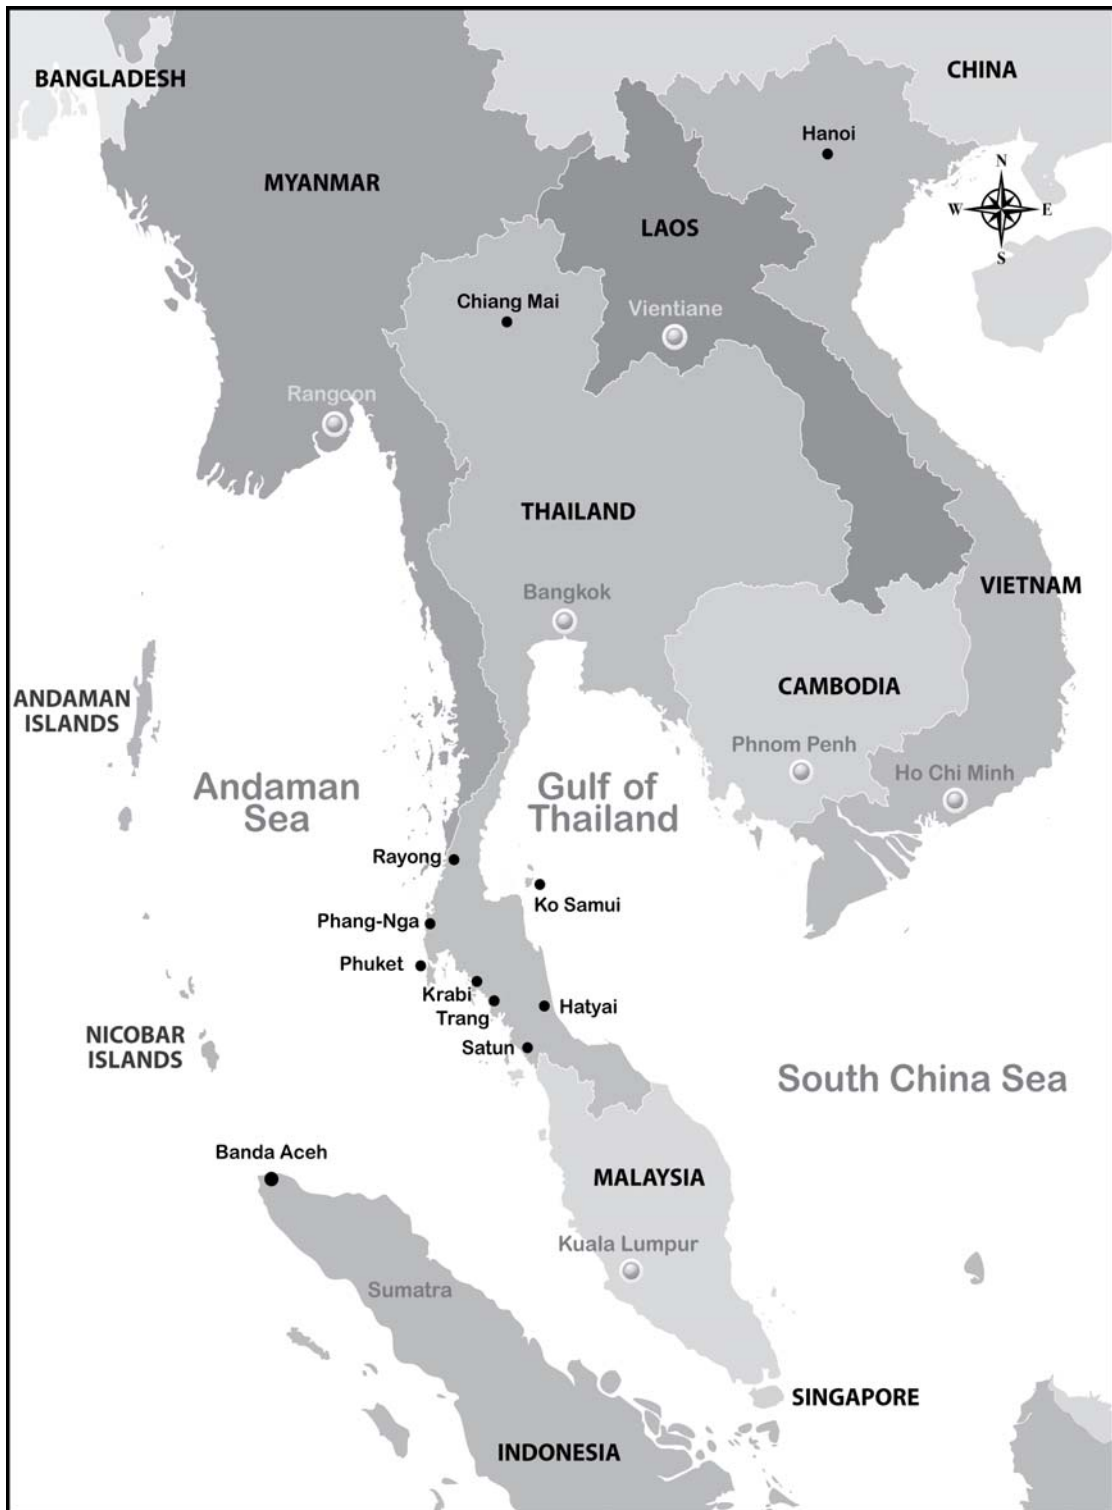 BANGLADESH
CHINA
Hanoi
N
MYANMAR
W
E
LAOS
S
Chiang Mai
Vientiane
Rangoon
THAILAND
VIETNAM
Bangkok
CAMBODIA
ANDAMAN
ISLANDS
Phnom Penh
Ho Chi Minh
Andaman
Sea
Gulf of
Thailand
Rayong
Ko Samui
Phang-Nga
Phuket
Krabi
Hatyai
Trang
Satun
NICOBAR
ISLANDS
South China Sea
Banda Aceh
MALAYSIA
Kuala Lumpur
Sumatra
SINGAPORE
INDONESIA